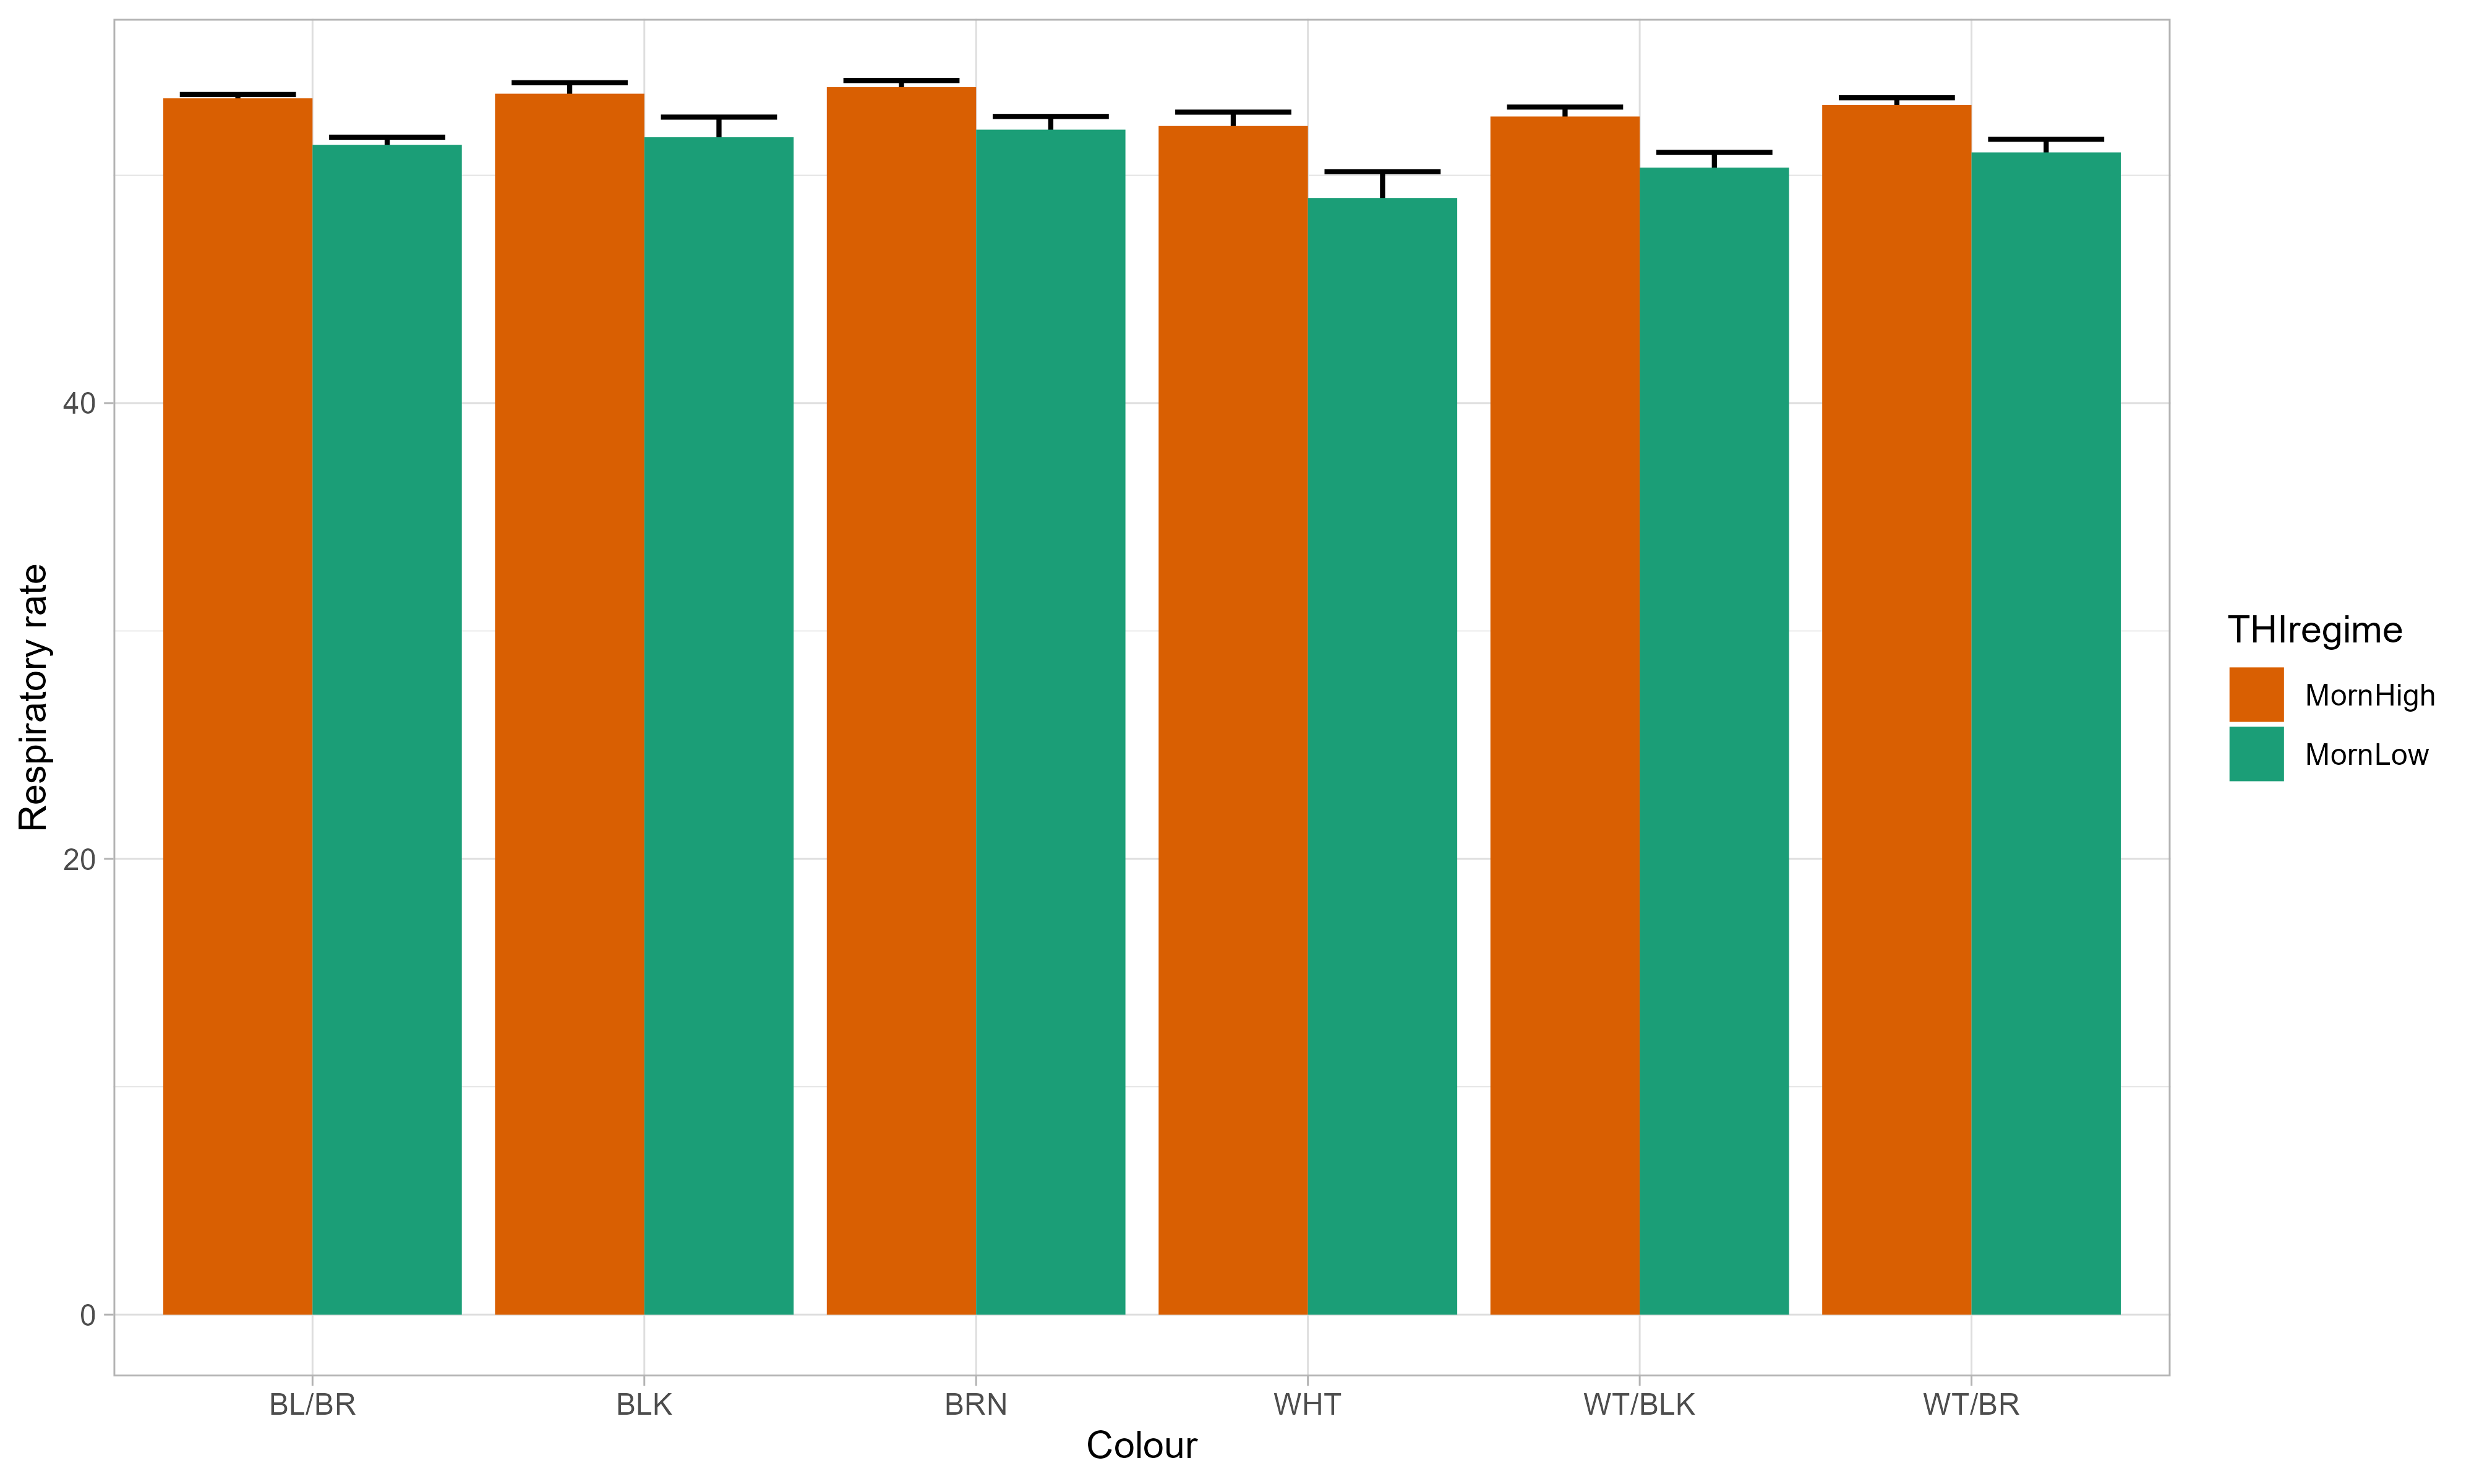 Respiratory rate
40
20
0
BL/BR BLK BRN WHT WT/BLK WT/BR
Colour
THIregime
MornHigh
MornLow